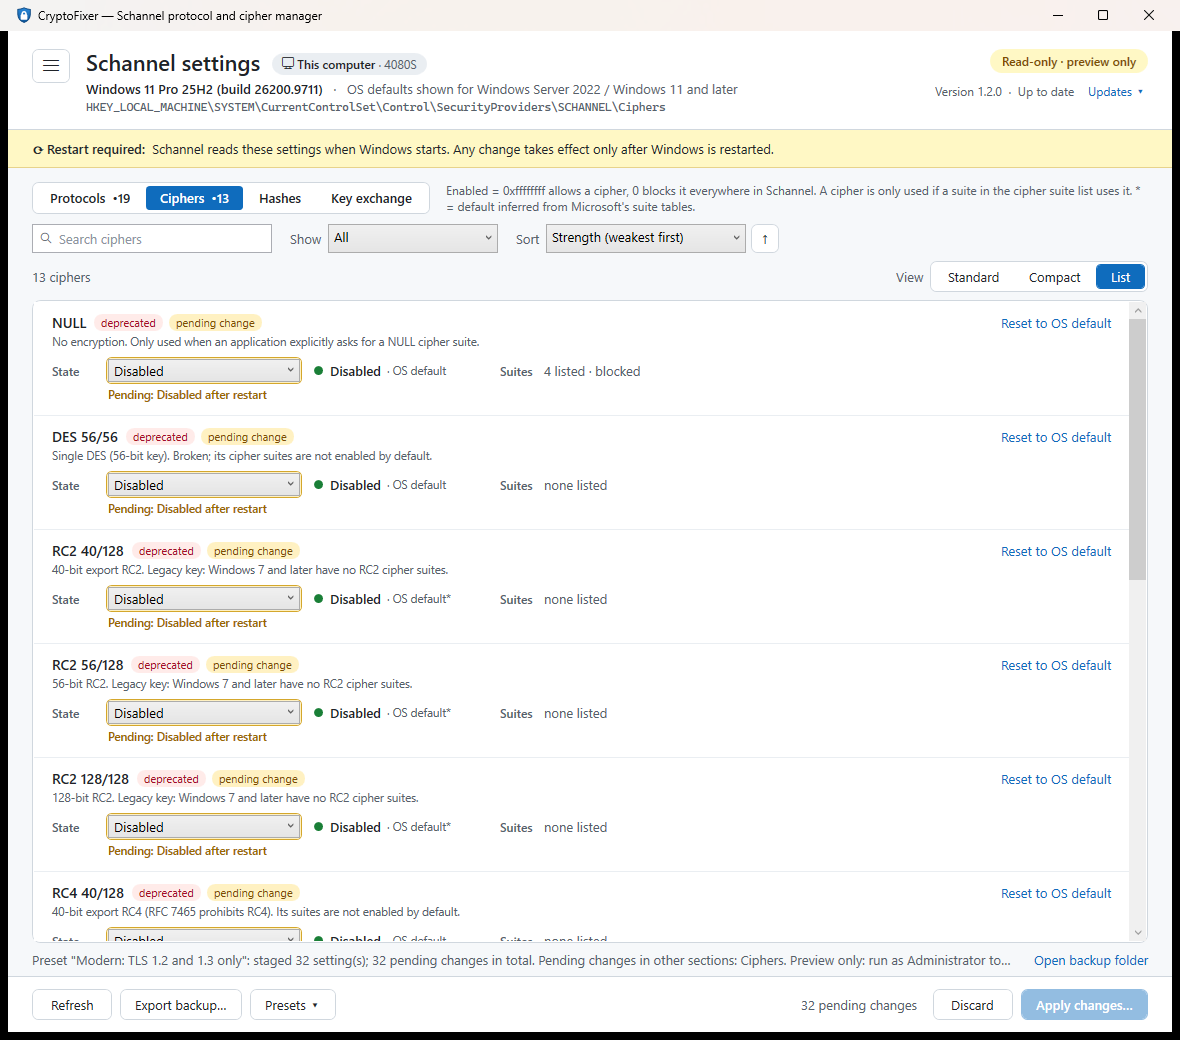 CryptoFixer — Schannel protocol and cipher manager
Schannel settings
This computer · 4080S
Read-only · preview only
Windows 11 Pro 25H2 (build 26200.9711) · OS defaults shown for Windows Server 2022 / Windows 11 and later
Version 1.2.0 · Up to date Updates
HKEY_LOCAL_MACHINE\SYSTEM\CurrentControlSet\Control\SecurityProviders\SCHANNEL\Ciphers
Restart required: Schannel reads these settings when Windows starts. Any change takes effect only after Windows is restarted.
Protocols •19 Ciphers •13 Hashes Key exchange
Enabled = 0xffffffff allows a cipher, 0 blocks it everywhere in Schannel. A cipher is only used if a suite in the cipher suite list uses it. *
= default inferred from Microsoft's suite tables.
Search ciphers Show All Sort Strength (weakest first) ↑
13 ciphers View Standard Compact List
NULL deprecated pending change Reset to OS default
No encryption. Only used when an application explicitly asks for a NULL cipher suite.
State Disabled Disabled · OS default Suites 4 listed · blocked
Pending: Disabled after restart
DES 56/56 deprecated pending change Reset to OS default
Single DES (56-bit key). Broken; its cipher suites are not enabled by default.
State Disabled Disabled · OS default Suites none listed
Pending: Disabled after restart
RC2 40/128 deprecated pending change Reset to OS default
40-bit export RC2. Legacy key: Windows 7 and later have no RC2 cipher suites.
State Disabled Disabled · OS default* Suites none listed
Pending: Disabled after restart
RC2 56/128 deprecated pending change Reset to OS default
56-bit RC2. Legacy key: Windows 7 and later have no RC2 cipher suites.
State Disabled Disabled · OS default* Suites none listed
Pending: Disabled after restart
RC2 128/128 deprecated pending change Reset to OS default
128-bit RC2. Legacy key: Windows 7 and later have no RC2 cipher suites.
State Disabled Disabled · OS default* Suites none listed
Pending: Disabled after restart
RC4 40/128 deprecated pending change Reset to OS default
40-bit export RC4 (RFC 7465 prohibits RC4). Its suites are not enabled by default.
State Disabled Disabled · OS default Suites none listed
Preset "Modern: TLS 1.2 and 1.3 only": staged 32 setting(s); 32 pending changes in total. Pending changes in other sections: Ciphers. Preview only: run as Administrator to... Open backup folder
Refresh Export backup... Presets 32 pending changes Discard Apply changes...